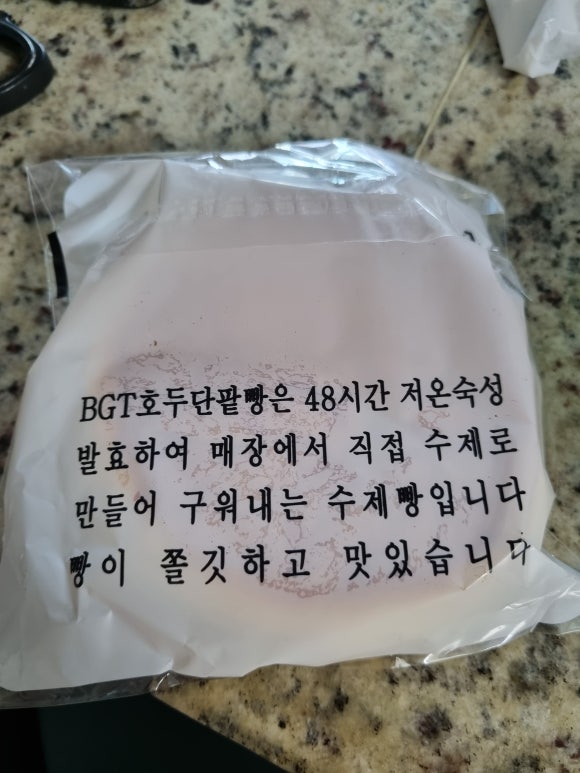 BGT호두단팥빵은 48시간 저온숙성
발효하여 매장에서 직접 수제로
만들어 구워내는 수제빵입니다
빵이 쫄깃하고 맛있습니다